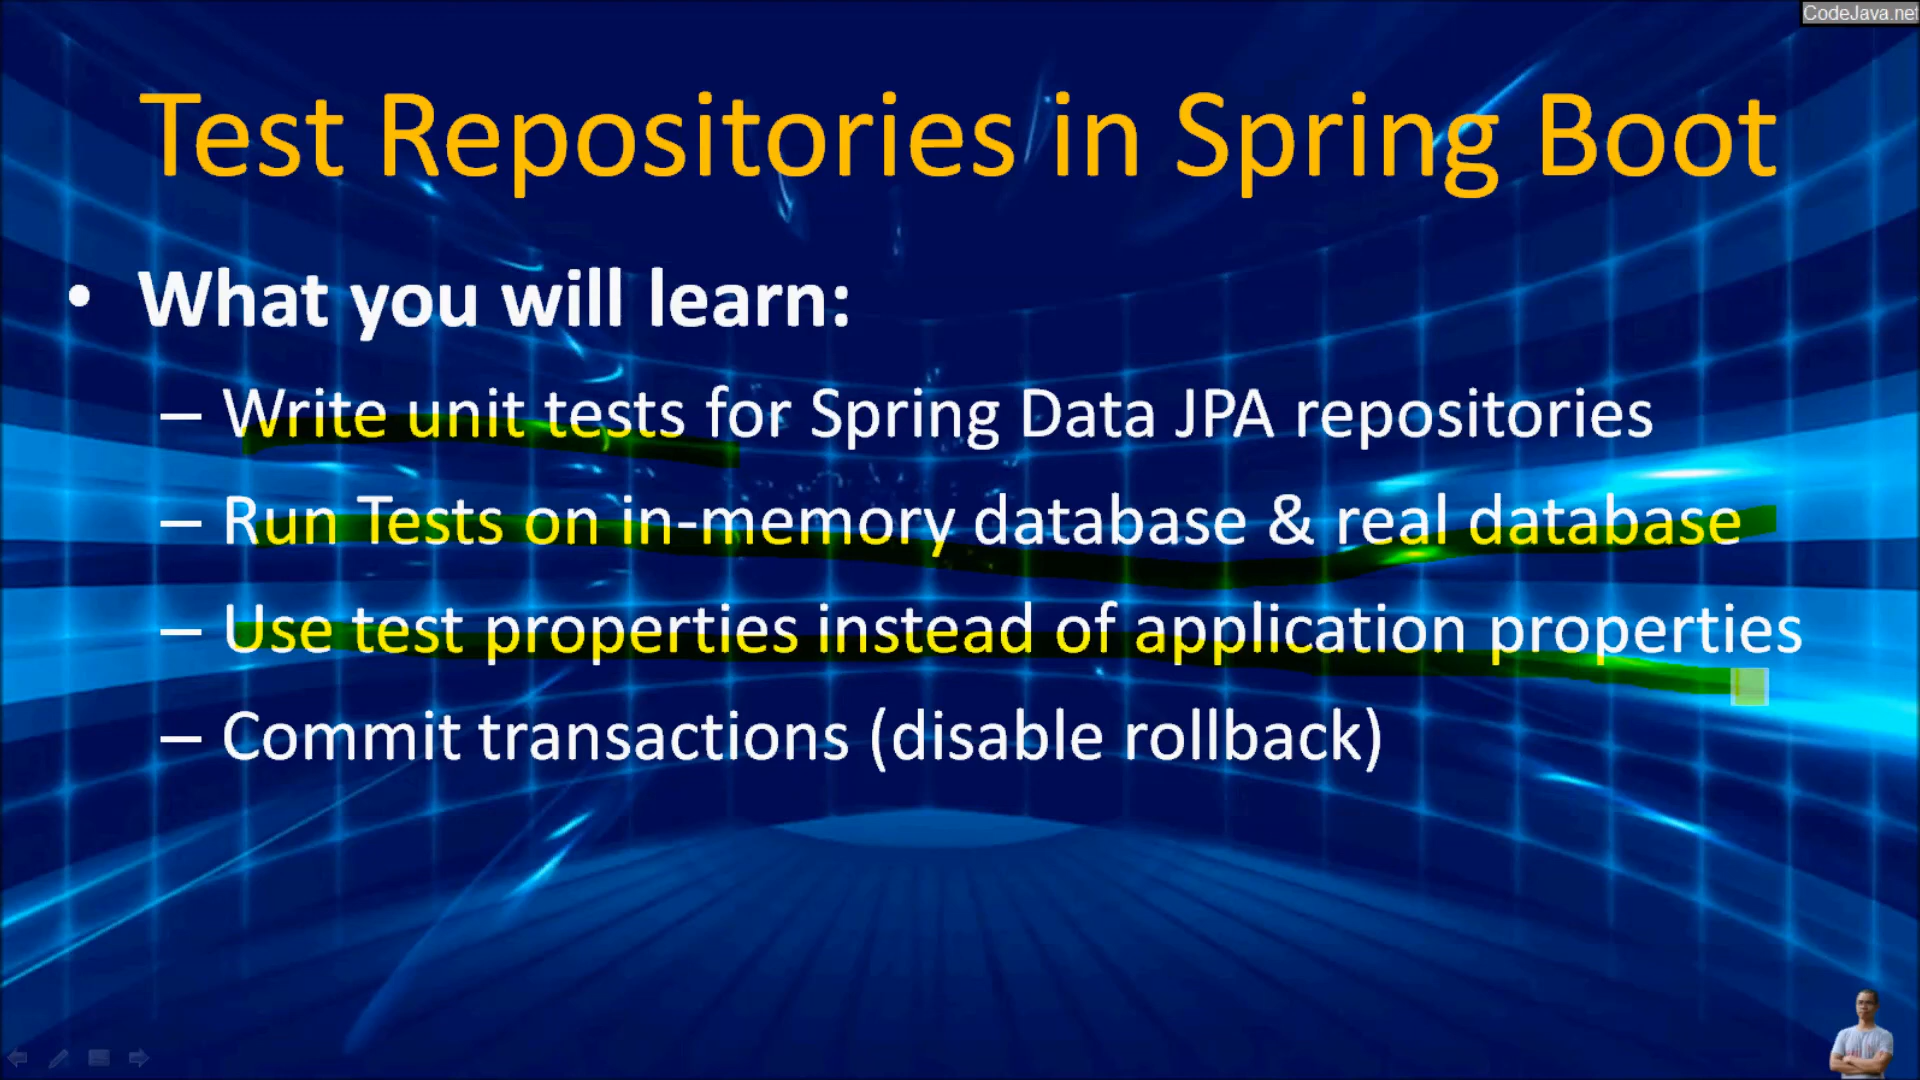 CodeJava.net
Test Repositories in Spring Boot
• What you will learn:
– Write unit tests for Spring Data JPA repositories
– Run Tests on in-memory database & real database
– Use test properties instead of application properties
– Commit transactions (disable rollback)